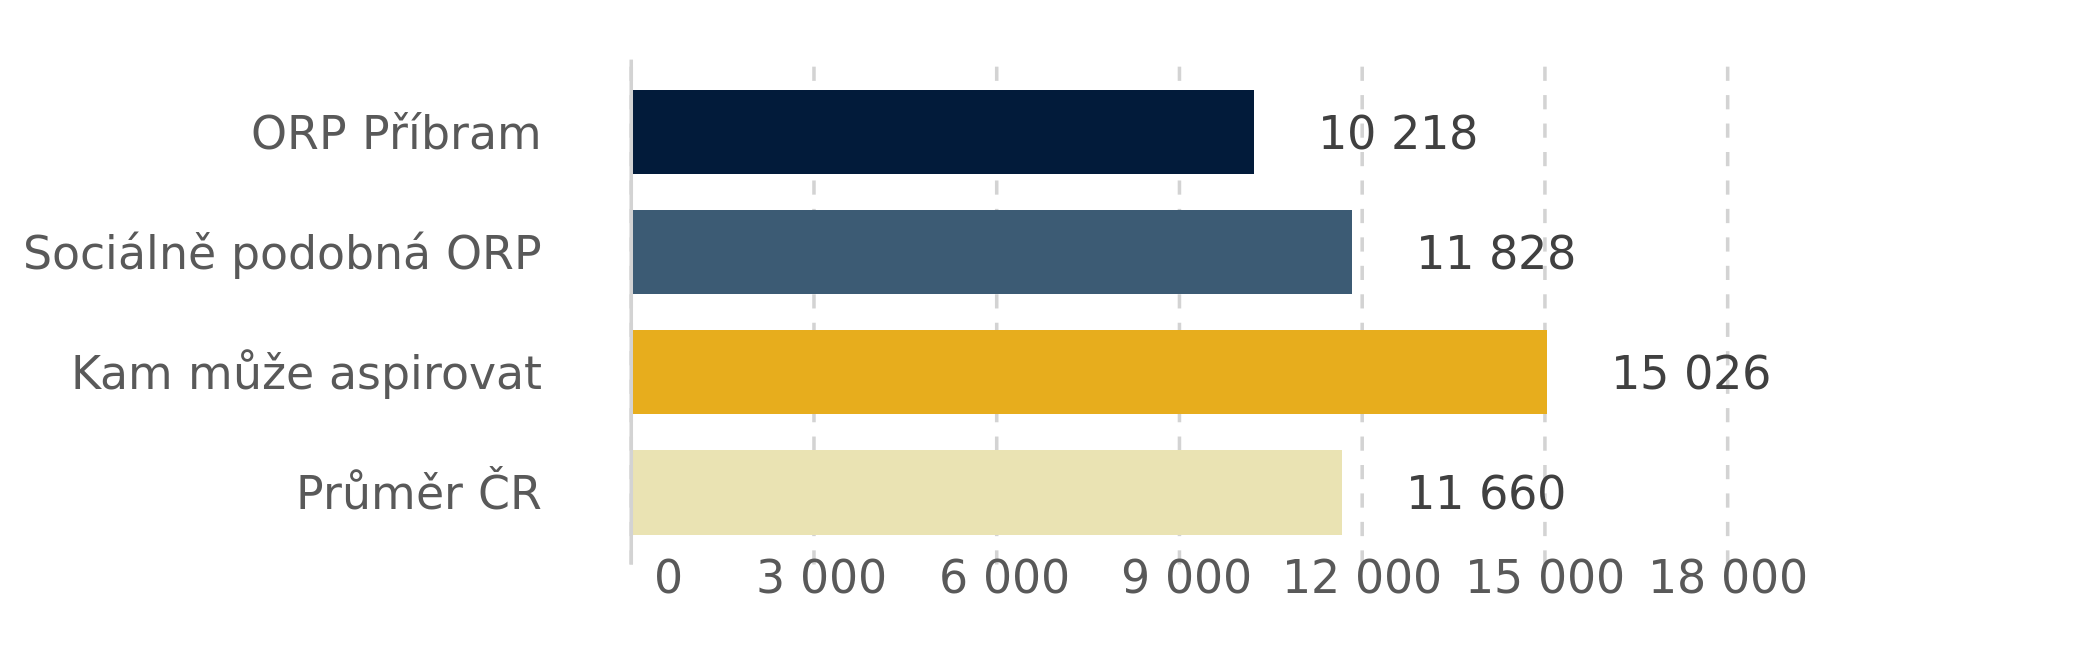 ORP Příbram 10 218
Sociálně podobná ORP 11 828
Kam může aspirovat 15 026
Průměr ČR 11 660
0 3 000 6 000 9 000 12 000 15 000 18 000